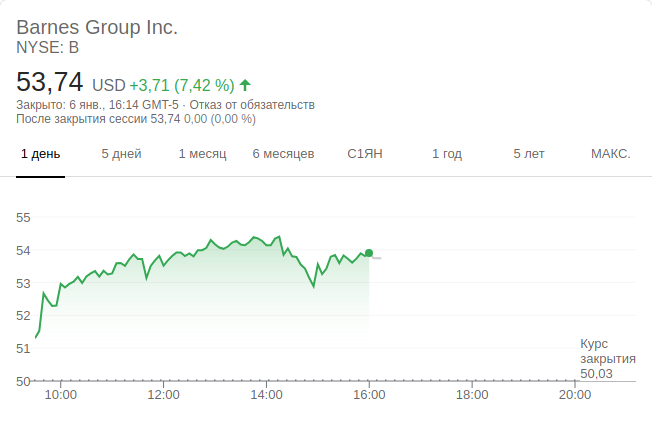 Barnes Group Inc.
NYSE: B
53,74 USD +3,71 (7,42 %)
Закрыто: 6 янв., 16:14 GMT-5 · Отказ от обязательств
После закрытия сессии 53,74 0,00 (0,00 %)
1 день 5 дней 1 месяц 6 месяцев С1ЯН 1 год 5 лет МАКС.
55
54
53
52
51
Курс
закрытия
50,03
50
10:00 12:00 14:00 16:00 18:00 20:00